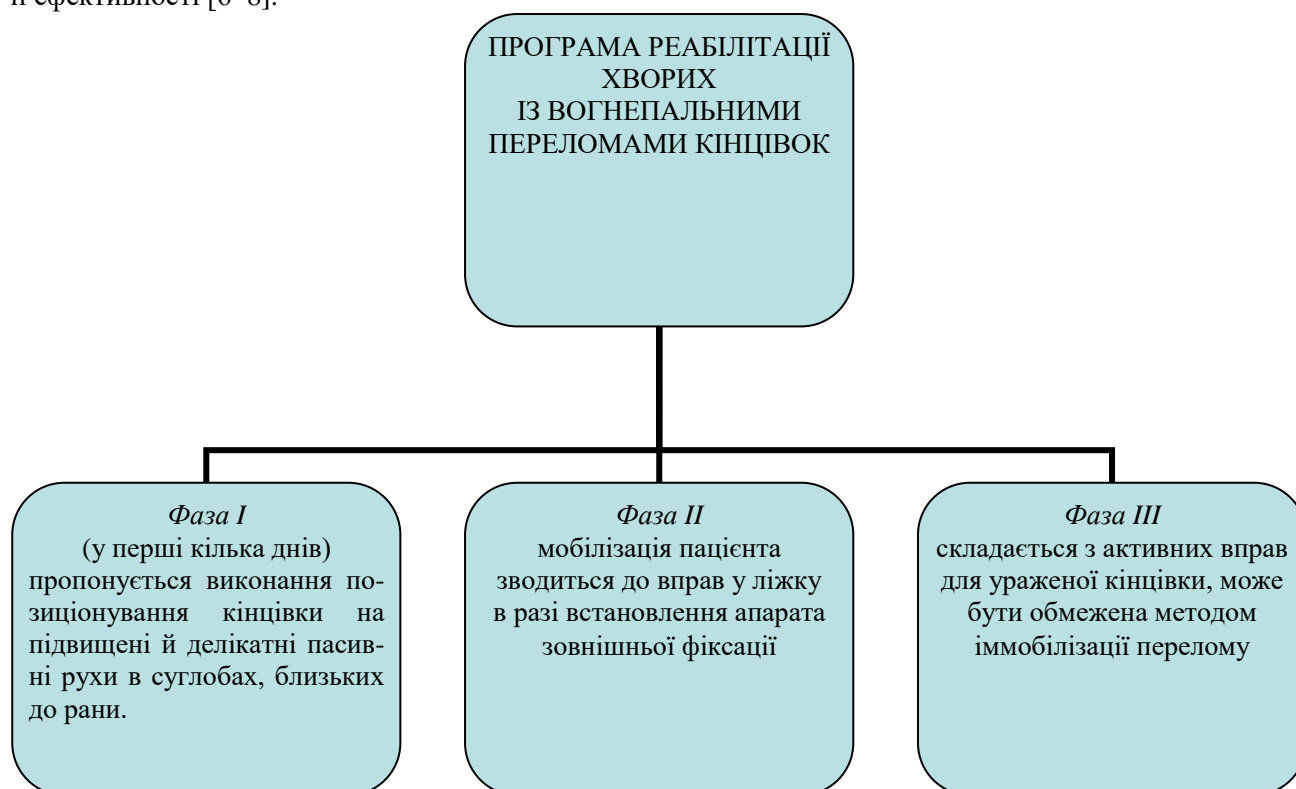 й ефективності [6–8].
ПРОГРАМА РЕАБІЛІТАЦІЇ
ХВОРИХ
ІЗ ВОГНЕПАЛЬНИМИ
ПЕРЕЛОМАМИ КІНЦІВОК
Фаза I
(у перші кілька днів)
пропонується виконання по-
зиціонування кінцівки на
підвищені й делікатні пасив-
ні рухи в суглобах, близьких
до рани.
Фаза II
мобілізація пацієнта
зводиться до вправ у ліжку
в разі встановлення апарата
зовнішньої фіксації
Фаза III
складається з активних вправ
для ураженої кінцівки, може
бути обмежена методом
іммобілізації перелому